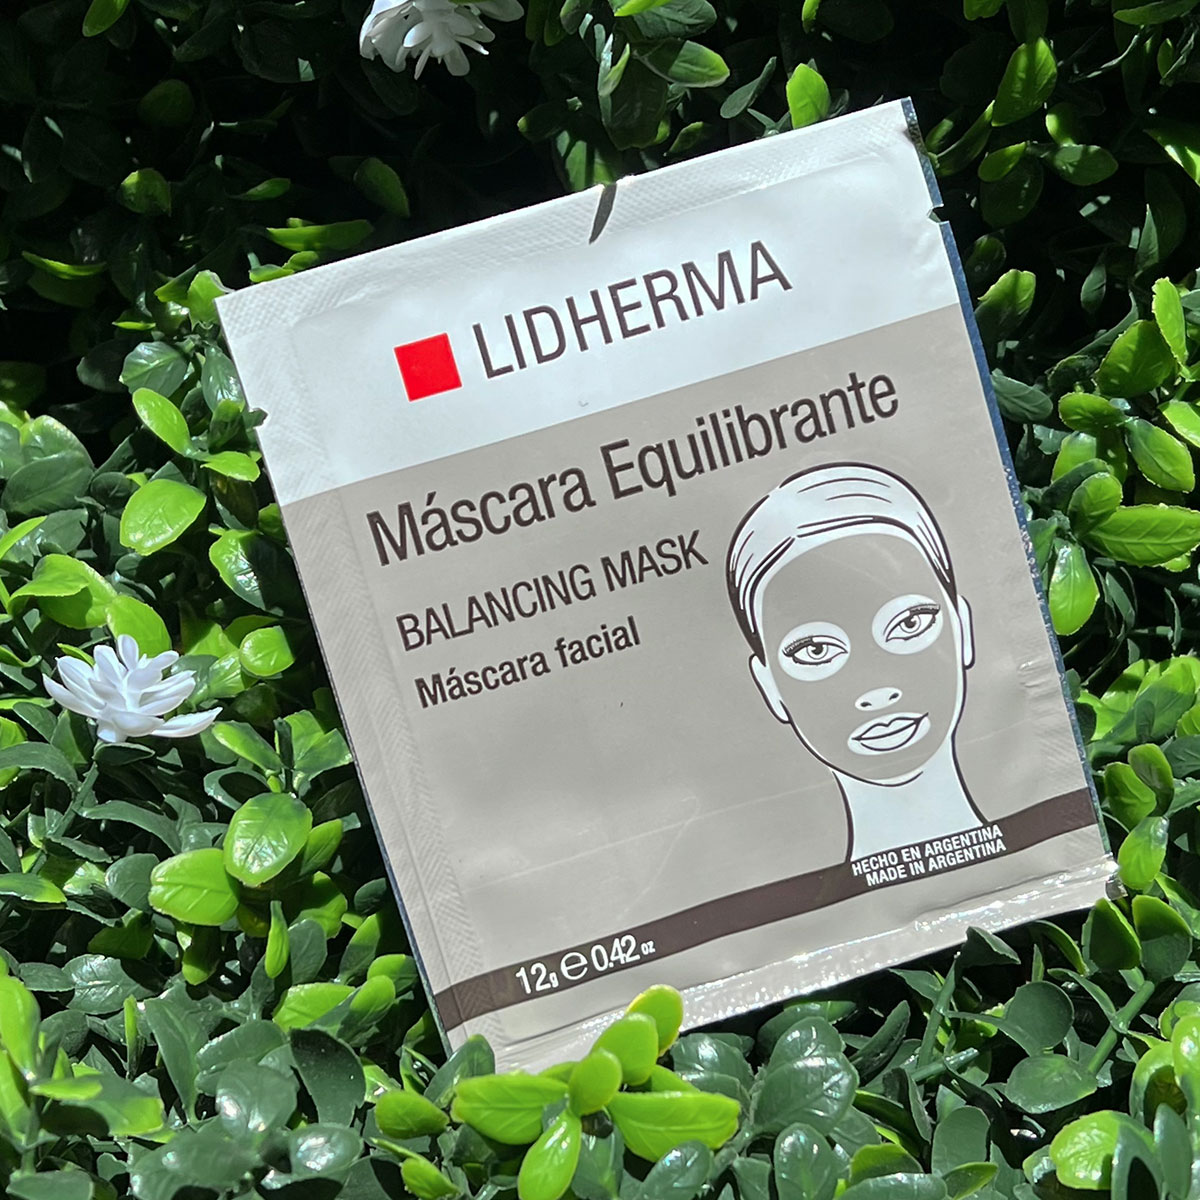 LIDHERMA
Máscara Equilibrante
BALANCING MASK
Máscara facial
HECHO EN ARGENTINA
MADE IN ARGENTINA
12g ℮ 0.42 oz